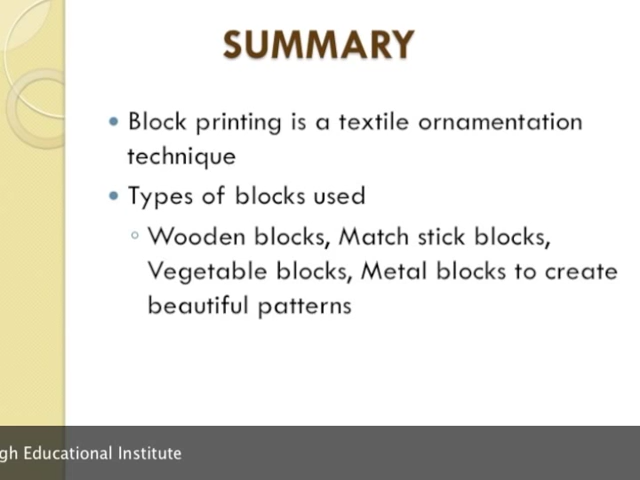 SUMMARY
• Block printing is a textile ornamentation
technique
• Types of blocks used
◦ Wooden blocks, Match stick blocks,
Vegetable blocks, Metal blocks to create
beautiful patterns
Educational Institute